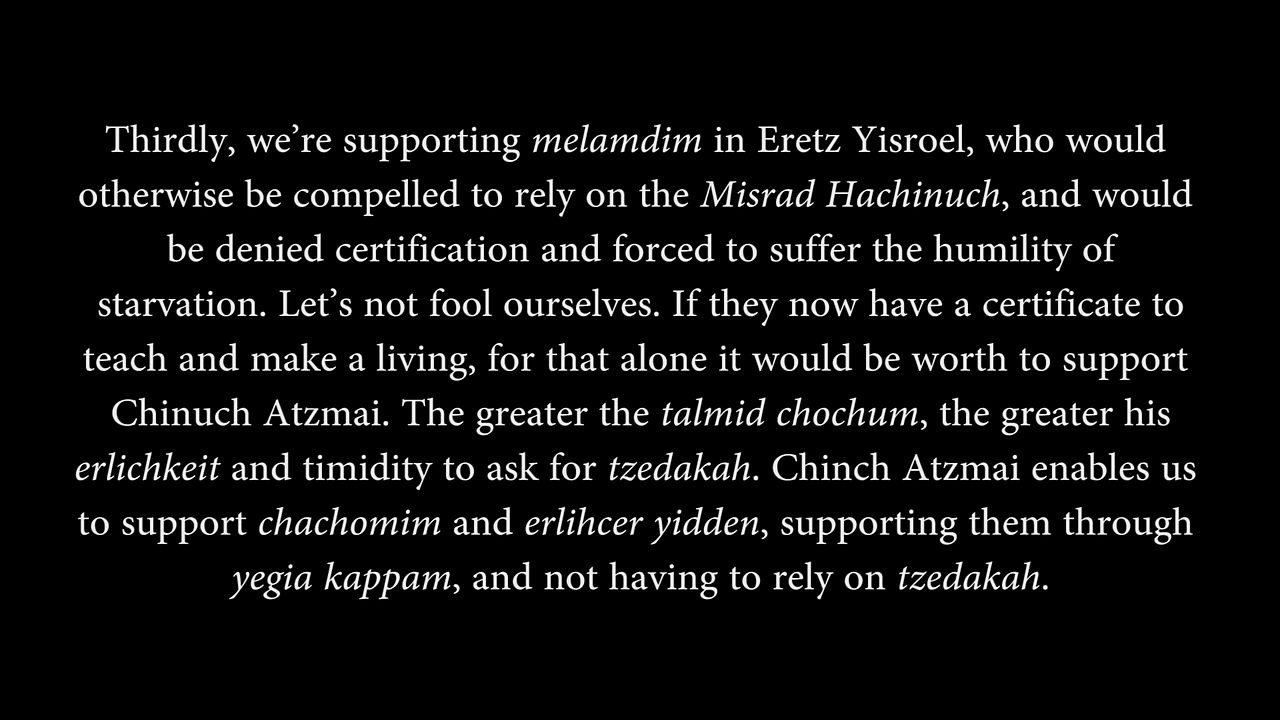 Thirdly, we’re supporting melamdim in Eretz Yisroel, who would
otherwise be compelled to rely on the Misrad Hachinuch, and would
be denied certification and forced to suffer the humility of
starvation. Let’s not fool ourselves. If they now have a certificate to
teach and make a living, for that alone it would be worth to support
Chinuch Atzmai. The greater the talmid chochum, the greater his
erlichkeit and timidity to ask for tzedakah. Chinch Atzmai enables us
to support chachomim and erlihcer yidden, supporting them through
yegia kappam, and not having to rely on tzedakah.